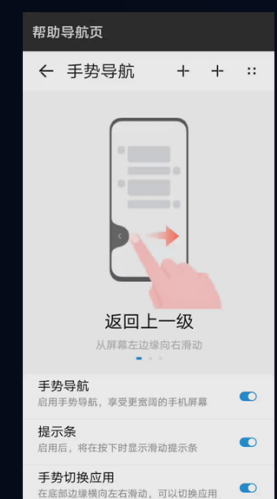 帮助导航页
手势导航
返回上一级
从屏幕左边缘向右滑动
手势导航
启用手势导航，享受更宽阔的手机屏幕
提示条
启用后，将在按下时显示滑动提示条
手势切换应用
在底部边缘横向左右滑动，可以切换应用